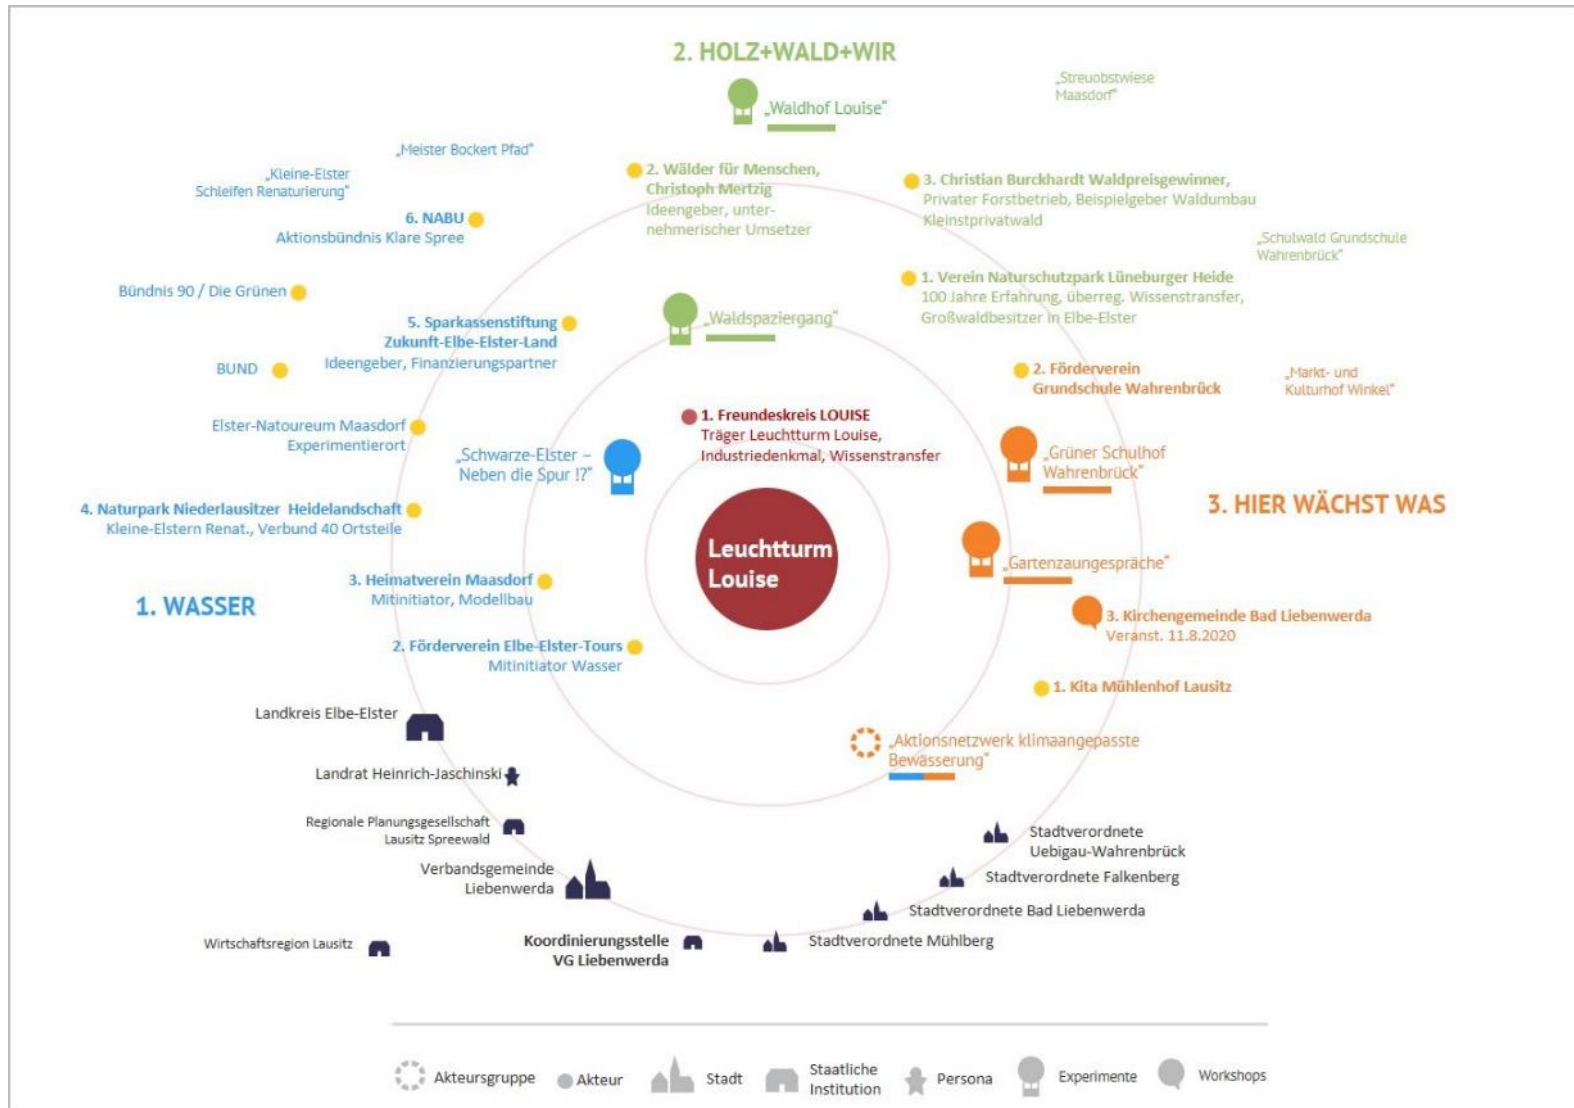 2. HOLZ+WALD+WIR
„Waldhof Louise“
„Streuobstwiese
Maasdorf“
„Meister Bockert Pfad“
„Kleine-Elster
Schleifen Renaturierung“
2. Wälder für Menschen,
Christoph Mertzig
Ideengeber, unter-
nehmerischer Umsetzer
3. Christian Burckhardt Waldpreisgewinner,
Privater Forstbetrieb, Beispielgeber Waldumbau
Kleinstprivatwald
6. NABU
Aktionsbündnis Klare Spree
„Schulwald Grundschule
Wahrenbrück“
Bündnis 90 / Die Grünen
1. Verein Naturschutzpark Lüneburger Heide
100 Jahre Erfahrung, überreg. Wissenstransfer,
Großwaldbesitzer in Elbe-Elster
5. Sparkassenstiftung
Zukunft-Elbe-Elster-Land
Ideengeber, Finanzierungspartner
„Waldspaziergang“
BUND
2. Förderverein
Grundschule Wahrenbrück
„Markt- und
Kulturhof Winkel“
Elster-Natoureum Maasdorf
Experimentierort
1. Freundeskreis LOUISE
Träger Leuchtturm Louise,
Industriedenkmal, Wissenstransfer
„Schwarze-Elster –
Neben die Spur !?“
„Grüner Schulhof
Wahrenbrück“
4. Naturpark Niederlausitzer Heidelandschaft
Kleine-Elstern Renat., Verbund 40 Ortsteile
3. HIER WÄCHST WAS
Leuchtturm
Louise
„Gartenzaungespräche“
3. Heimatverein Maasdorf
Mitinitiator, Modellbau
1. WASSER
3. Kirchengemeinde Bad Liebenwerda
Veranst. 11.8.2020
2. Förderverein Elbe-Elster-Tours
Mitinitiator Wasser
1. Kita Mühlenhof Lausitz
Landkreis Elbe-Elster
„Aktionsnetzwerk klimaangepasste
Bewässerung“
Landrat Heinrich-Jaschinski
Regionale Planungsgesellschaft
Lausitz Spreewald
Stadtverordnete
Uebigau-Wahrenbrück
Verbandsgemeinde
Liebenwerda
Stadtverordnete Falkenberg
Stadtverordnete Bad Liebenwerda
Wirtschaftsregion Lausitz
Koordinierungsstelle
VG Liebenwerda
Stadtverordnete Mühlberg
Akteursgruppe
Akteur
Stadt
Staatliche
Institution
Persona
Experimente
Workshops